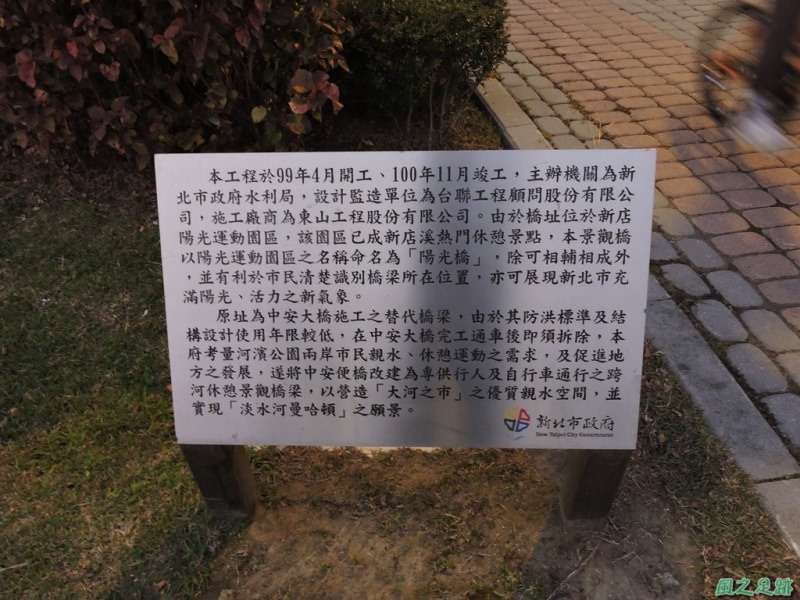 本工程於99年4月開工、100年11月竣工,主辦機關為新
北市政府水利局,設計監造單位為台聯工程顧問股份有限公
司,施工廠商為東山工程股份有限公司。由於橋址位於新店
陽光運動園區,該園區已成新店溪熱門休憩景點,本景觀橋
以陽光運動園區之名稱命名為「陽光橋」,除可相輔相成外
,並有利於市民清楚識別橋梁所在位置,亦可展現新北市充
滿陽光、活力之新氣象。
原址為中安大橋施工之替代橋梁,由於其防洪標準及結
構設計使用年限較低,在中安大橋完工通車後即須拆除,本
府考量河濱公園兩岸市民親水、休憩運動之需求,及促進地
方之發展,遂將中安便橋改建為專供行人及自行車通行之跨
河休憩景觀橋梁,以營造「大河之市」之優質親水空間,並
實現「淡水河曼哈頓」之願景。
新北市政府
New Taipei City Government
風之足跡